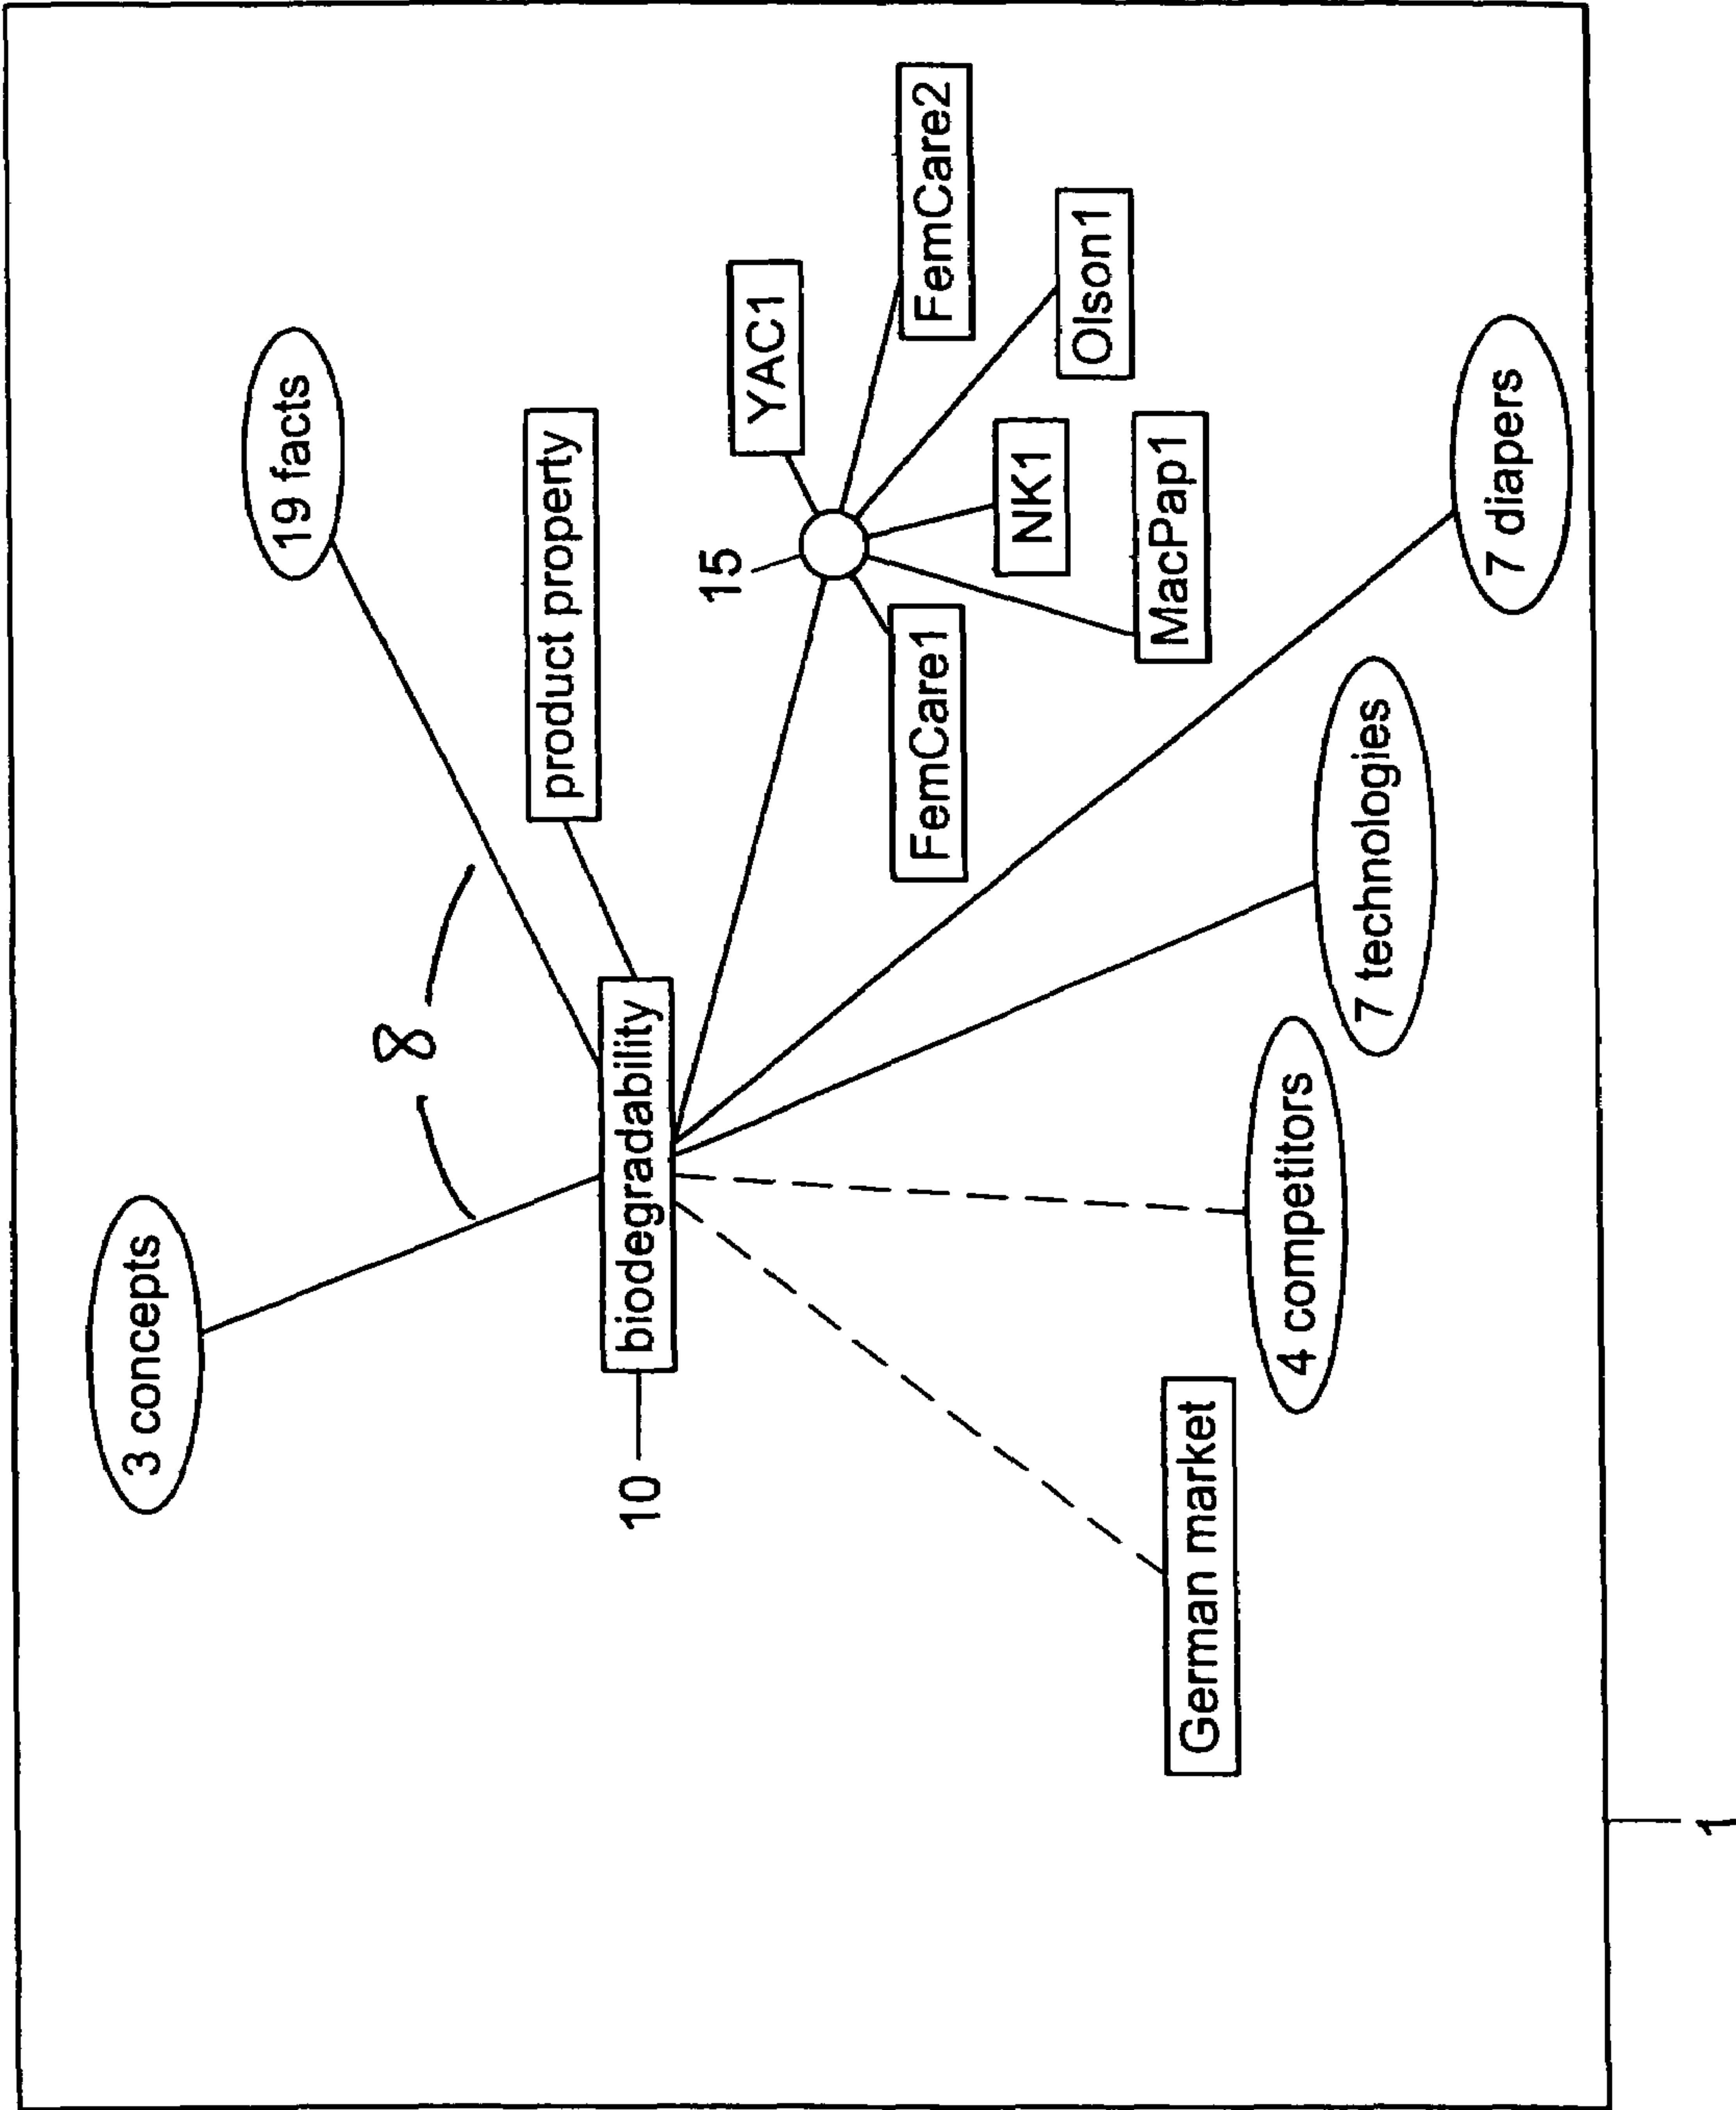 3 concepts
19 facts
8
product property
10
biodegradability
15
YAC1
FemCare1
FemCare2
NK1
Olson1
MacPap1
German market
4 competitors
7 technologies
7 diapers
1